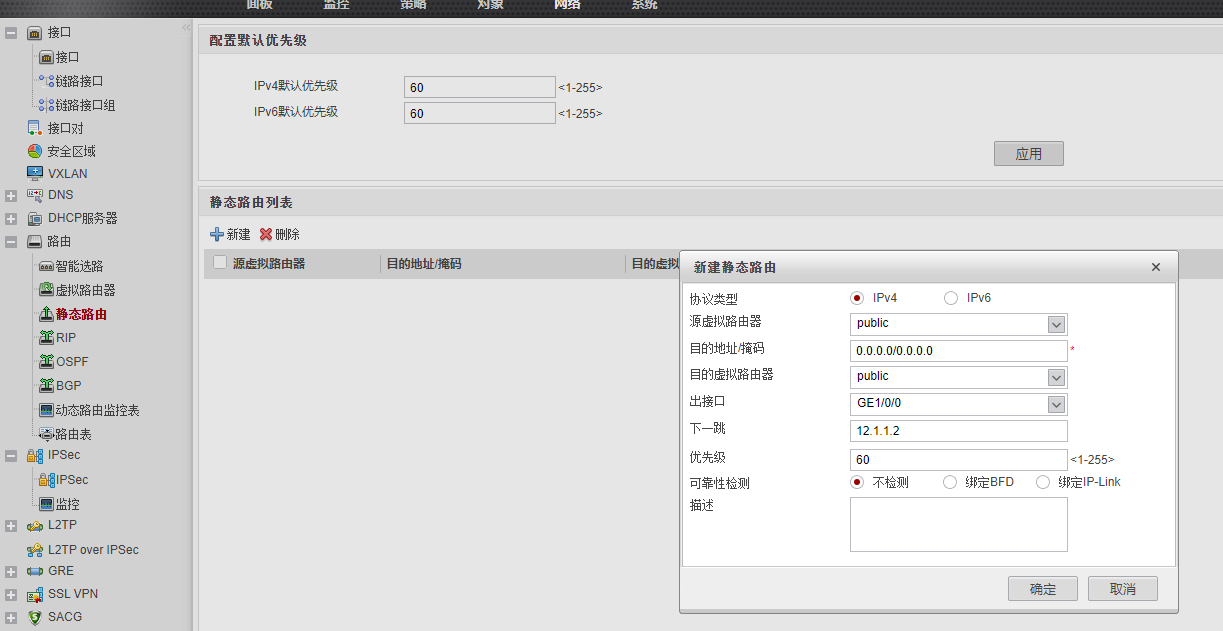 面板 监控 策略 对象 网络 系统
接口
接口
链路接口
链路接口组
接口对
安全区域
VXLAN
DNS
DHCP服务器
路由
智能选路
虚拟路由器
静态路由
RIP
OSPF
BGP
动态路由监控表
路由表
IPSec
IPSec
监控
L2TP
L2TP over IPSec
GRE
SSL VPN
SACG
配置默认优先级
IPv4默认优先级 60 <1-255>
IPv6默认优先级 60 <1-255>
应用
静态路由列表
新建 删除
源虚拟路由器 目的地址/掩码 目的虚拟
新建静态路由
协议类型 IPv4 IPv6
源虚拟路由器 public
目的地址/掩码 0.0.0.0/0.0.0.0 *
目的虚拟路由器 public
出接口 GE1/0/0
下一跳 12.1.1.2
优先级 60 <1-255>
可靠性检测 不检测 绑定BFD 绑定IP-Link
描述
确定 取消